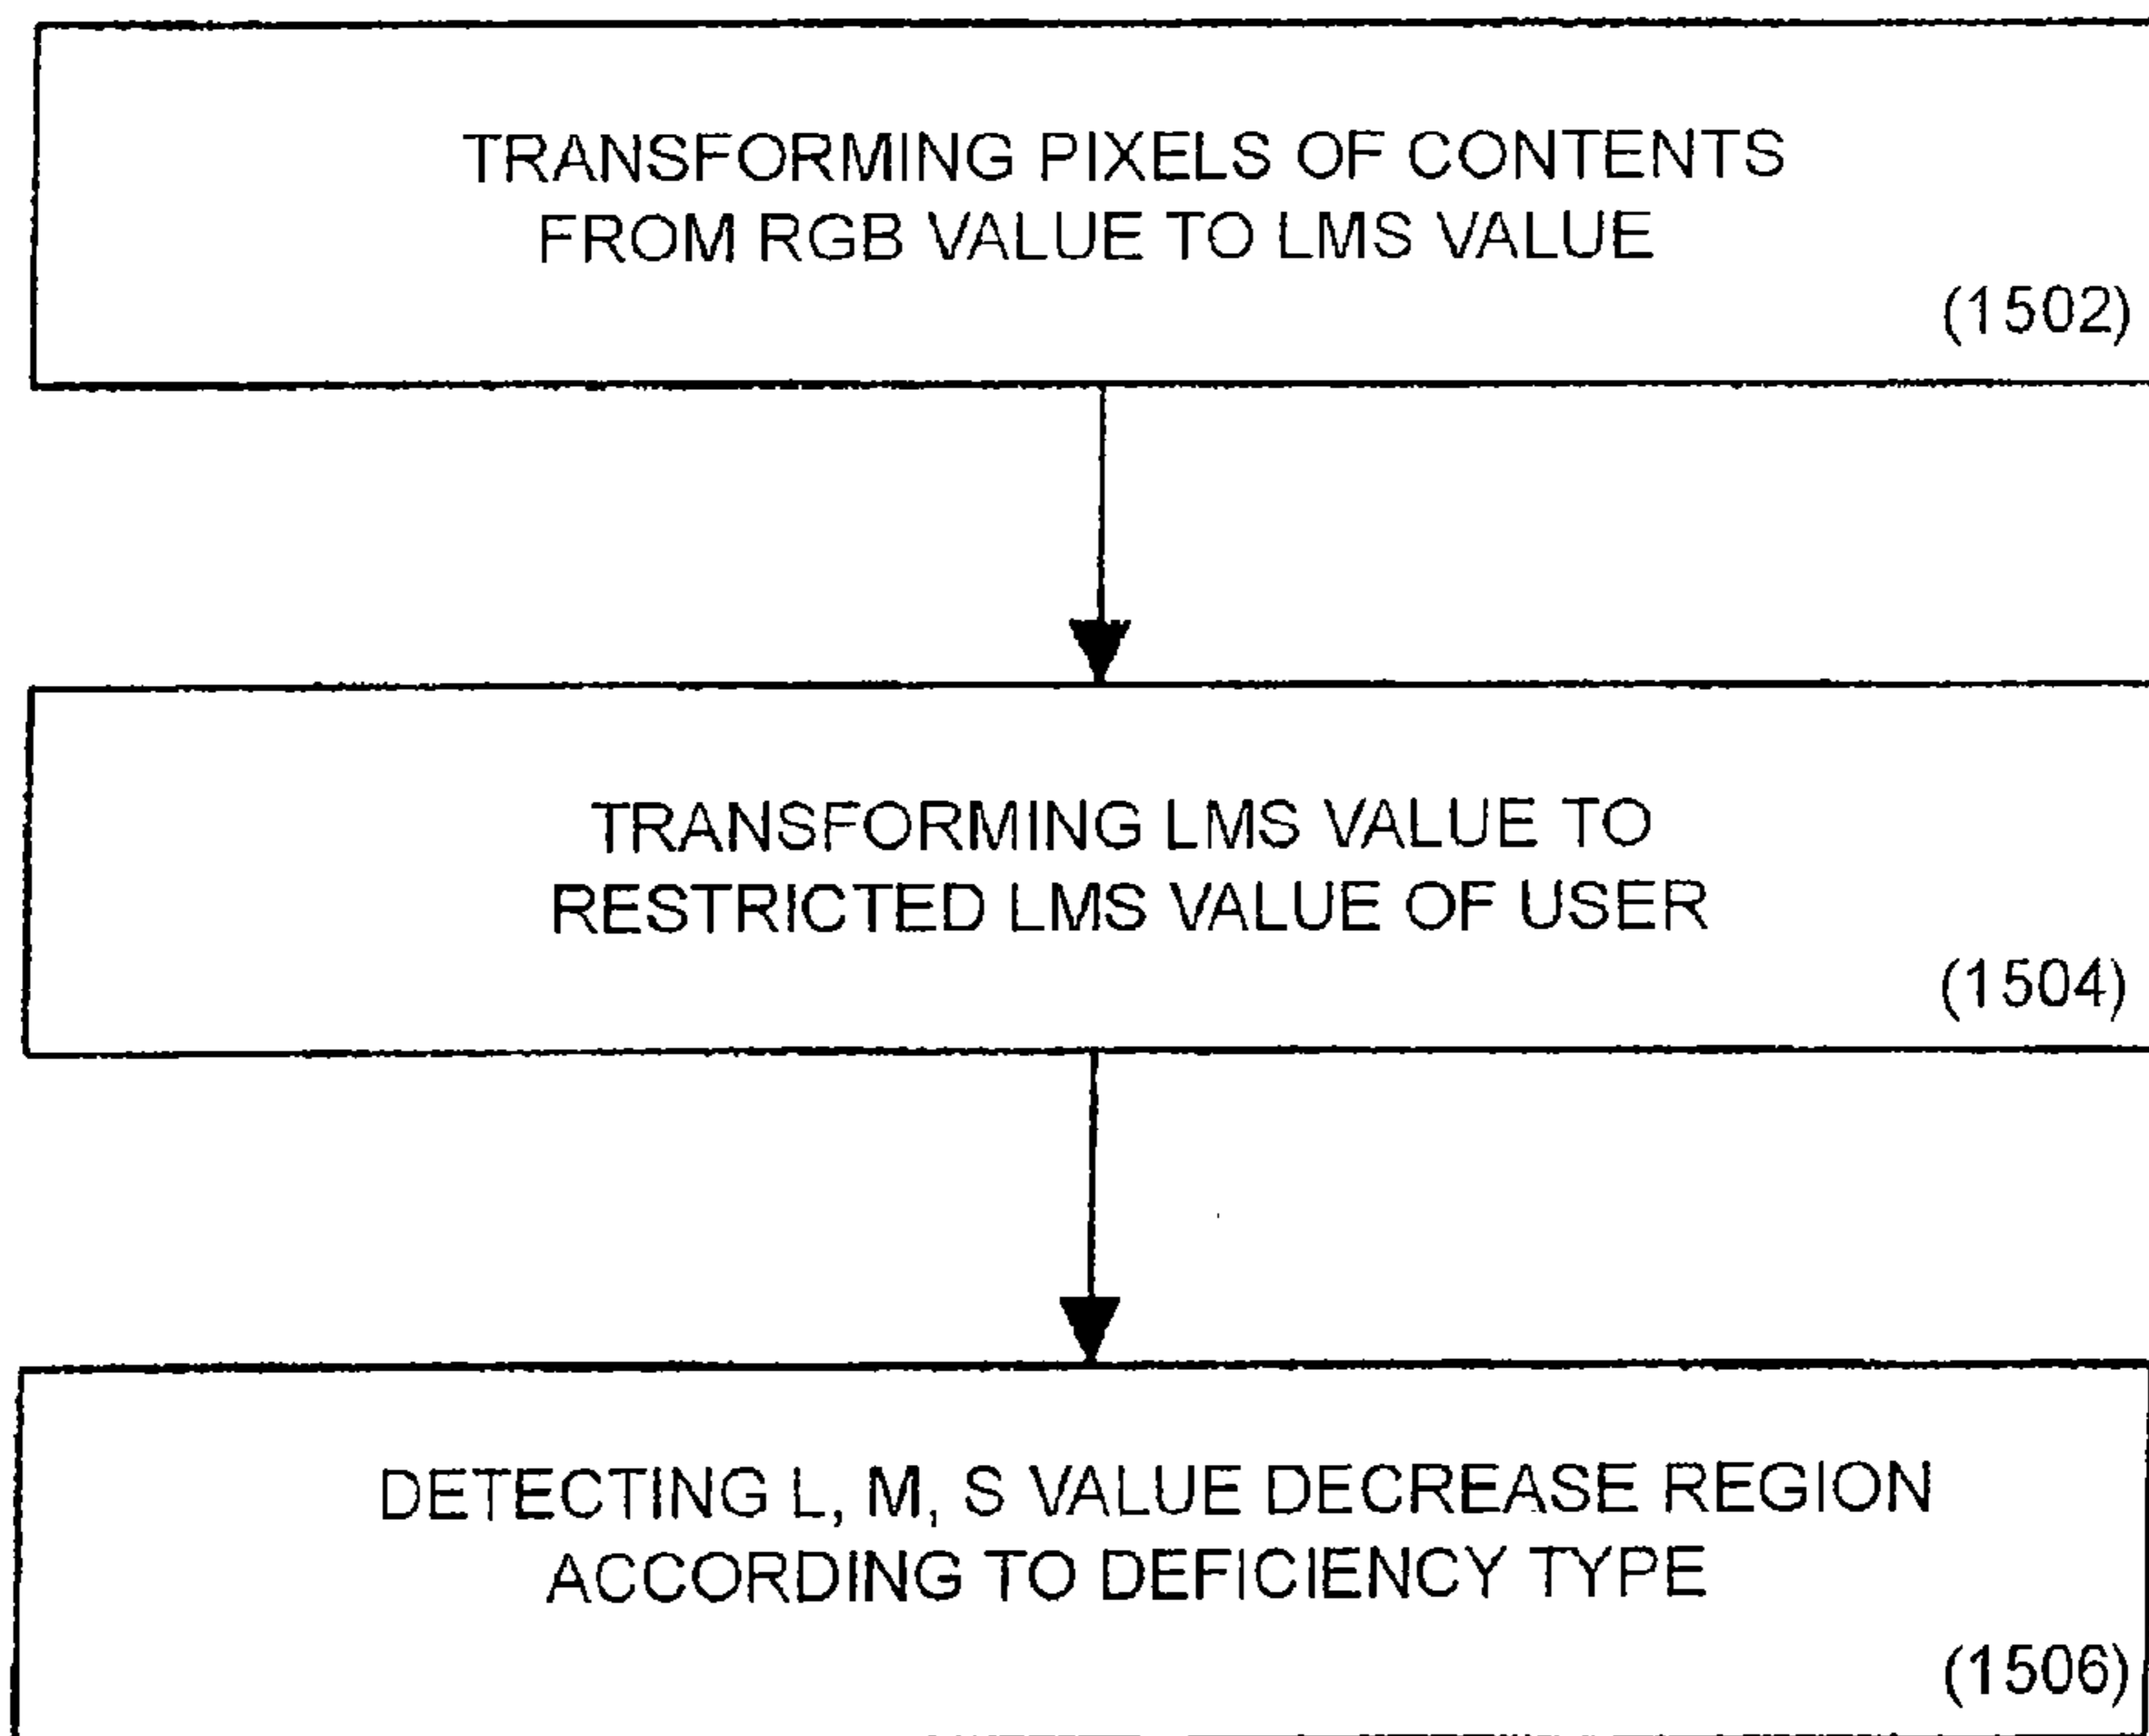 TRANSFORMING PIXELS OF CONTENTS
FROM RGB VALUE TO LMS VALUE
(1502)
TRANSFORMING LMS VALUE TO
RESTRICTED LMS VALUE OF USER
(1504)
DETECTING L, M, S VALUE DECREASE REGION
ACCORDING TO DEFICIENCY TYPE
(1506)